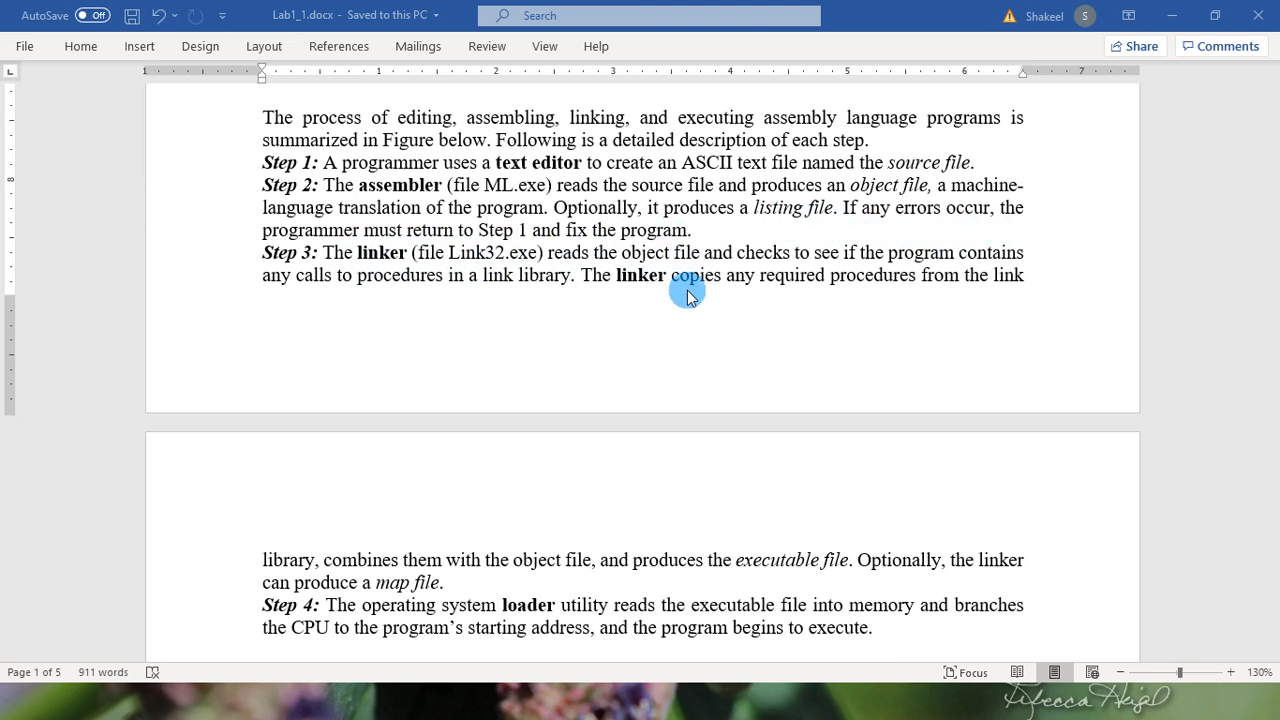 AutoSave Off Lab1_1.docx - Saved to this PC Search Shakeel S
File Home Insert Design Layout References Mailings Review View Help Share Comments
1 1 2 3 4 5 6 7
8
The process of editing, assembling, linking, and executing assembly language programs is
summarized in Figure below. Following is a detailed description of each step.
Step 1: A programmer uses a text editor to create an ASCII text file named the source file.
Step 2: The assembler (file ML.exe) reads the source file and produces an object file, a machine-
language translation of the program. Optionally, it produces a listing file. If any errors occur, the
programmer must return to Step 1 and fix the program.
Step 3: The linker (file Link32.exe) reads the object file and checks to see if the program contains
any calls to procedures in a link library. The linker copies any required procedures from the link
library, combines them with the object file, and produces the executable file. Optionally, the linker
can produce a map file.
Step 4: The operating system loader utility reads the executable file into memory and branches
the CPU to the program's starting address, and the program begins to execute.
Page 1 of 5 911 words Focus 130%